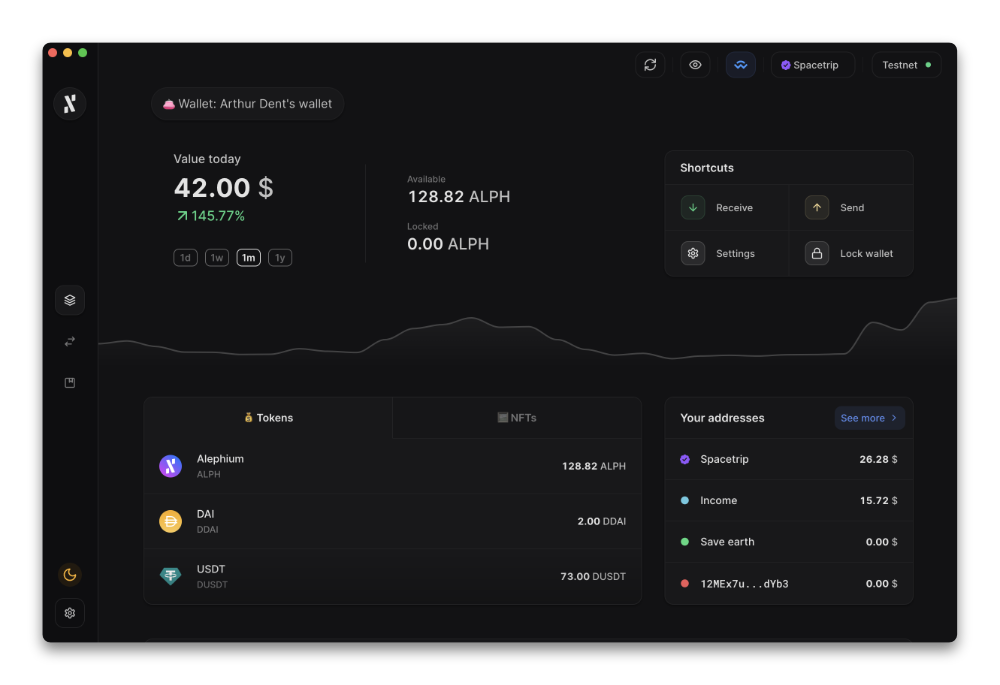 Spacetrip
Testnet
Wallet: Arthur Dent's wallet
Value today
42.00 $
145.77%
1d 1w 1m 1y
Available
128.82 ALPH
Locked
0.00 ALPH
Shortcuts
Receive
Send
Settings
Lock wallet
Tokens
NFTs
Alephium
ALPH
128.82 ALPH
DAI
DDAI
2.00 DDAI
USDT
DUSDT
73.00 DUSDT
Your addresses
See more
Spacetrip 26.28 $
Income 15.72 $
Save earth 0.00 $
12MEx7u...dYb3 0.00 $